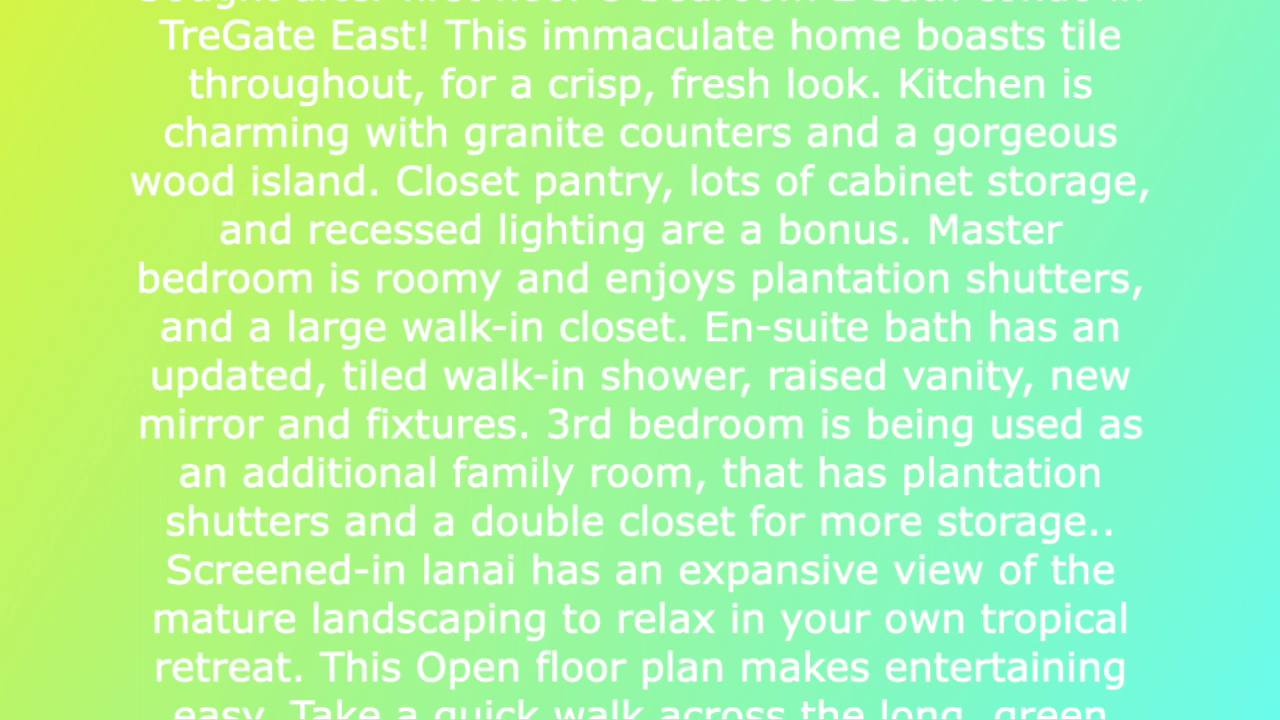 TreGate East! This immaculate home boasts tile
throughout, for a crisp, fresh look. Kitchen is
charming with granite counters and a gorgeous
wood island. Closet pantry, lots of cabinet storage,
and recessed lighting are a bonus. Master
bedroom is roomy and enjoys plantation shutters,
and a large walk-in closet. En-suite bath has an
updated, tiled walk-in shower, raised vanity, new
mirror and fixtures. 3rd bedroom is being used as
an additional family room, that has plantation
shutters and a double closet for more storage..
Screened-in lanai has an expansive view of the
mature landscaping to relax in your own tropical
retreat. This Open floor plan makes entertaining
easy. Take a quick walk across the long, green